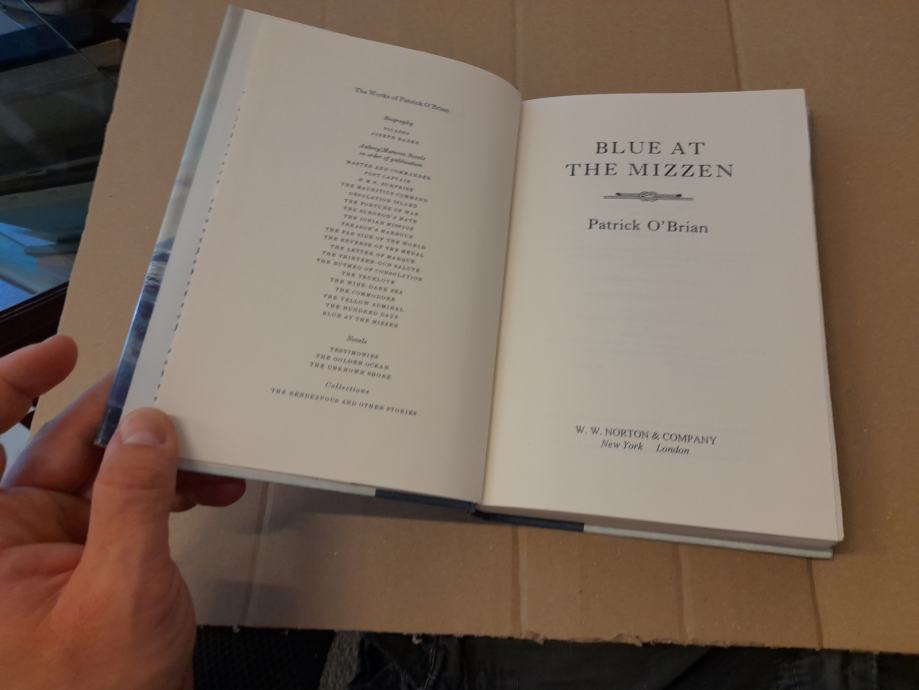 The Works of Patrick O'Brian
Biography
PICASSO
JOSEPH BANKS
Aubrey/Maturin Novels
in order of publication
MASTER AND COMMANDER
POST CAPTAIN
H.M.S. SURPRISE
THE MAURITIUS COMMAND
DESOLATION ISLAND
THE FORTUNE OF WAR
THE SURGEON'S MATE
THE IONIAN MISSION
TREASON'S HARBOUR
THE FAR SIDE OF THE WORLD
THE REVERSE OF THE MEDAL
THE LETTER OF MARQUE
THE THIRTEEN-GUN SALUTE
THE NUTMEG OF CONSOLATION
THE TRUELOVE
THE WINE-DARK SEA
THE COMMODORE
THE YELLOW ADMIRAL
THE HUNDRED DAYS
BLUE AT THE MIZZEN
Novels
TESTIMONIES
THE GOLDEN OCEAN
THE UNKNOWN SHORE
Collections
THE RENDEZVOUS AND OTHER STORIES
BLUE AT
THE MIZZEN
Patrick O'Brian
W. W. NORTON & COMPANY
New York London